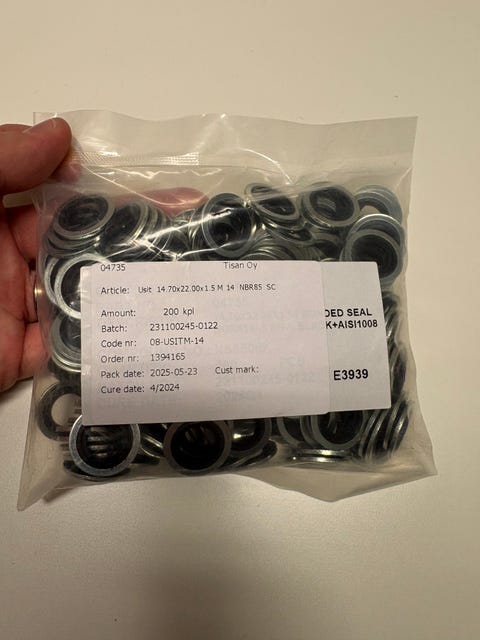 04735 Tisan Oy
Article: Usit 14.70x22.00x1.5 M 14 NBR85 SC
Amount: 200 kpl
Batch: 231100245-0122
Code nr: 08-USITM-14
Order nr: 1394165
Pack date: 2025-05-23 Cust mark:
Cure date: 4/2024
DED SEAL
K+AISI1008
E3939